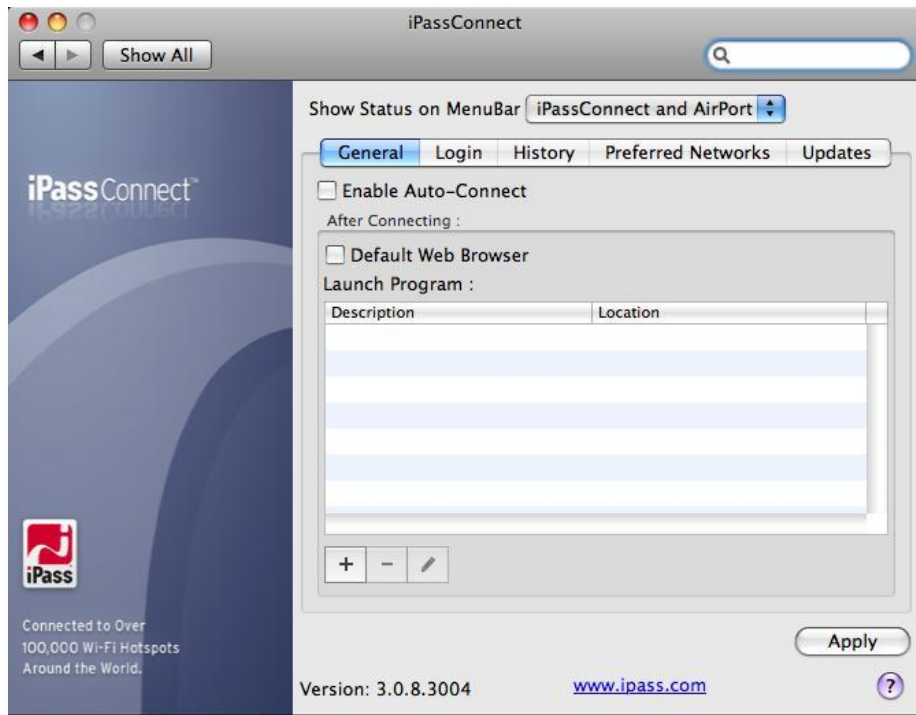 iPassConnect
Show All
Show Status on MenuBar iPassConnect and AirPort
General Login History Preferred Networks Updates
iPassConnect™
Enable Auto-Connect
After Connecting :
Default Web Browser
Launch Program :
Description Location
+ −
iPass
Connected to Over
100,000 Wi-Fi Hotspots
Around the World.
Apply
Version: 3.0.8.3004 www.ipass.com ?